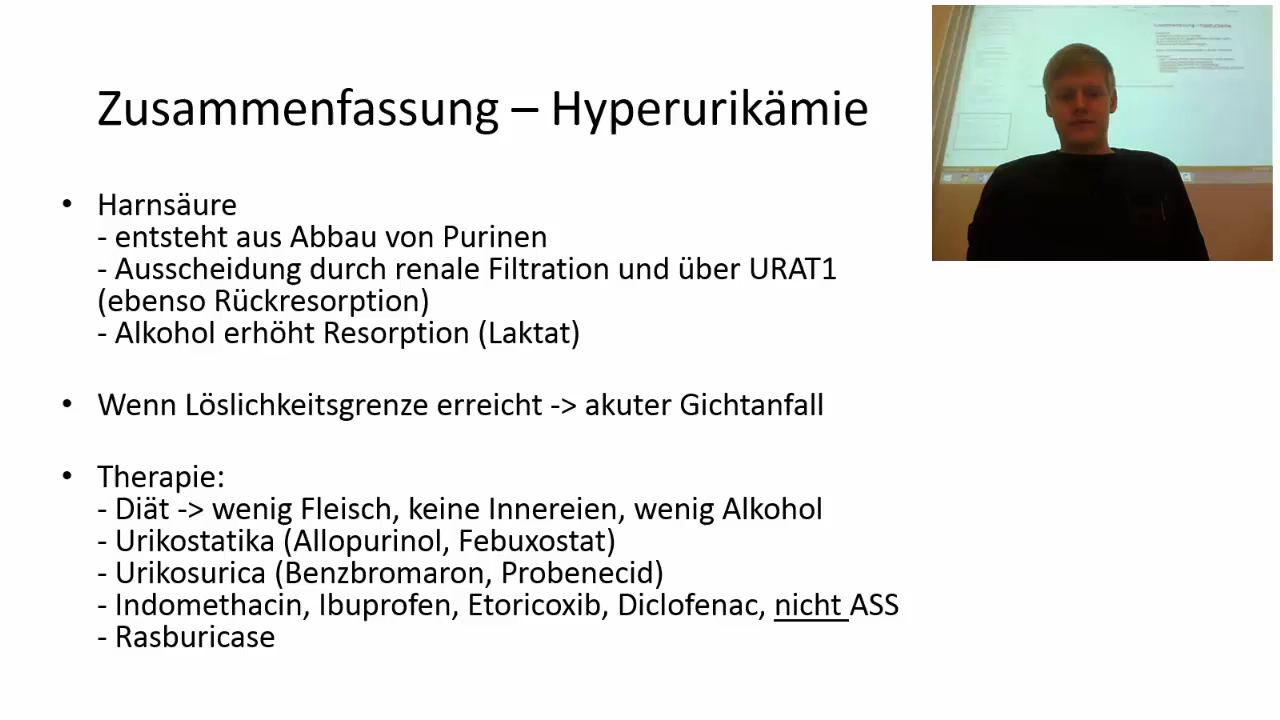 Zusammenfassung – Hyperurikämie
• Harnsäure
- entsteht aus Abbau von Purinen
- Ausscheidung durch renale Filtration und über URAT1
(ebenso Rückresorption)
- Alkohol erhöht Resorption (Laktat)
• Wenn Löslichkeitsgrenze erreicht -> akuter Gichtanfall
• Therapie:
- Diät -> wenig Fleisch, keine Innereien, wenig Alkohol
- Urikostatika (Allopurinol, Febuxostat)
- Urikosurica (Benzbromaron, Probenecid)
- Indomethacin, Ibuprofen, Etoricoxib, Diclofenac, nicht ASS
- Rasburicase